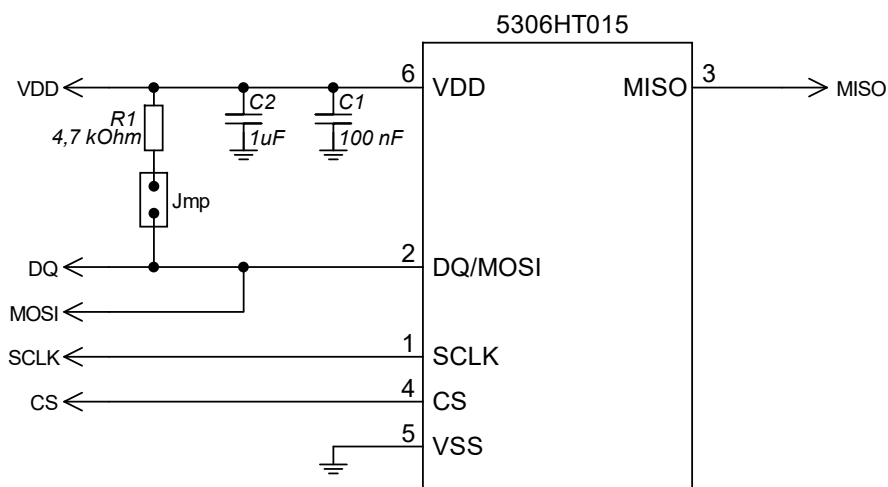 5306HT015
VDD
6
VDD
MISO
3
MISO
R1
4,7 kOhm
C2
1uF
C1
100 nF
Jmp
DQ
2
DQ/MOSI
MOSI
SCLK
1
SCLK
CS
4
CS
5
VSS